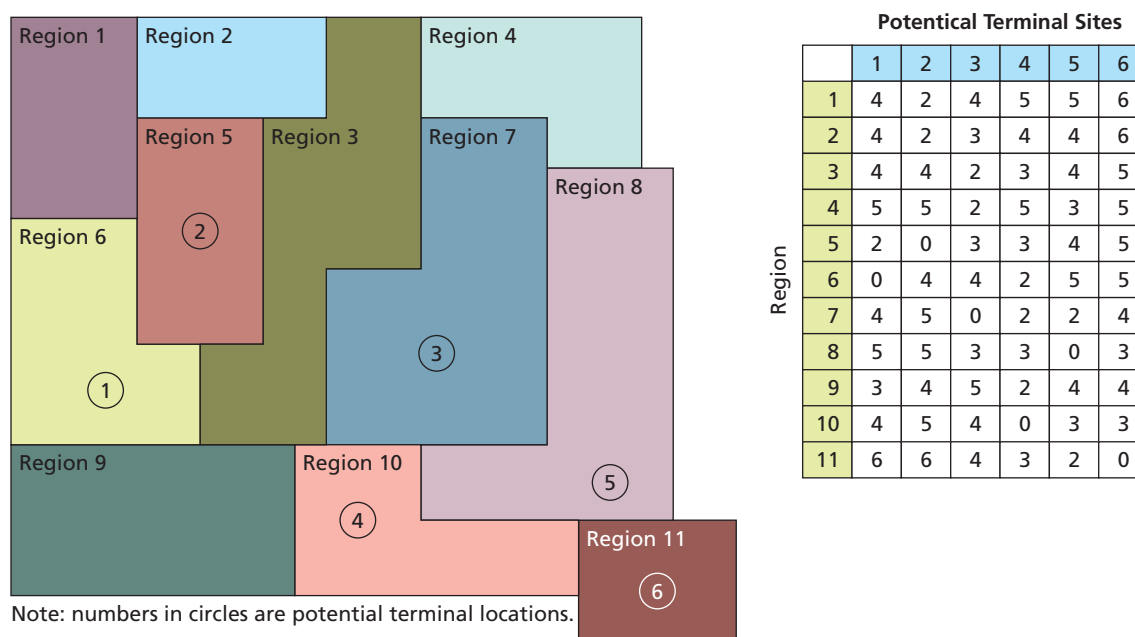 Region 1
Region 2
Region 3
Region 4
Region 5
Region 6
Region 7
Region 8
Region 9
Region 10
Region 11
1
2
3
4
5
6
Note: numbers in circles are potential terminal locations.
Potentical Terminal Sites
Region
1 2 3 4 5 6
1 4 2 4 5 5 6
2 4 2 3 4 4 6
3 4 4 2 3 4 5
4 5 5 2 5 3 5
5 2 0 3 3 4 5
6 0 4 4 2 5 5
7 4 5 0 2 2 4
8 5 5 3 3 0 3
9 3 4 5 2 4 4
10 4 5 4 0 3 3
11 6 6 4 3 2 0